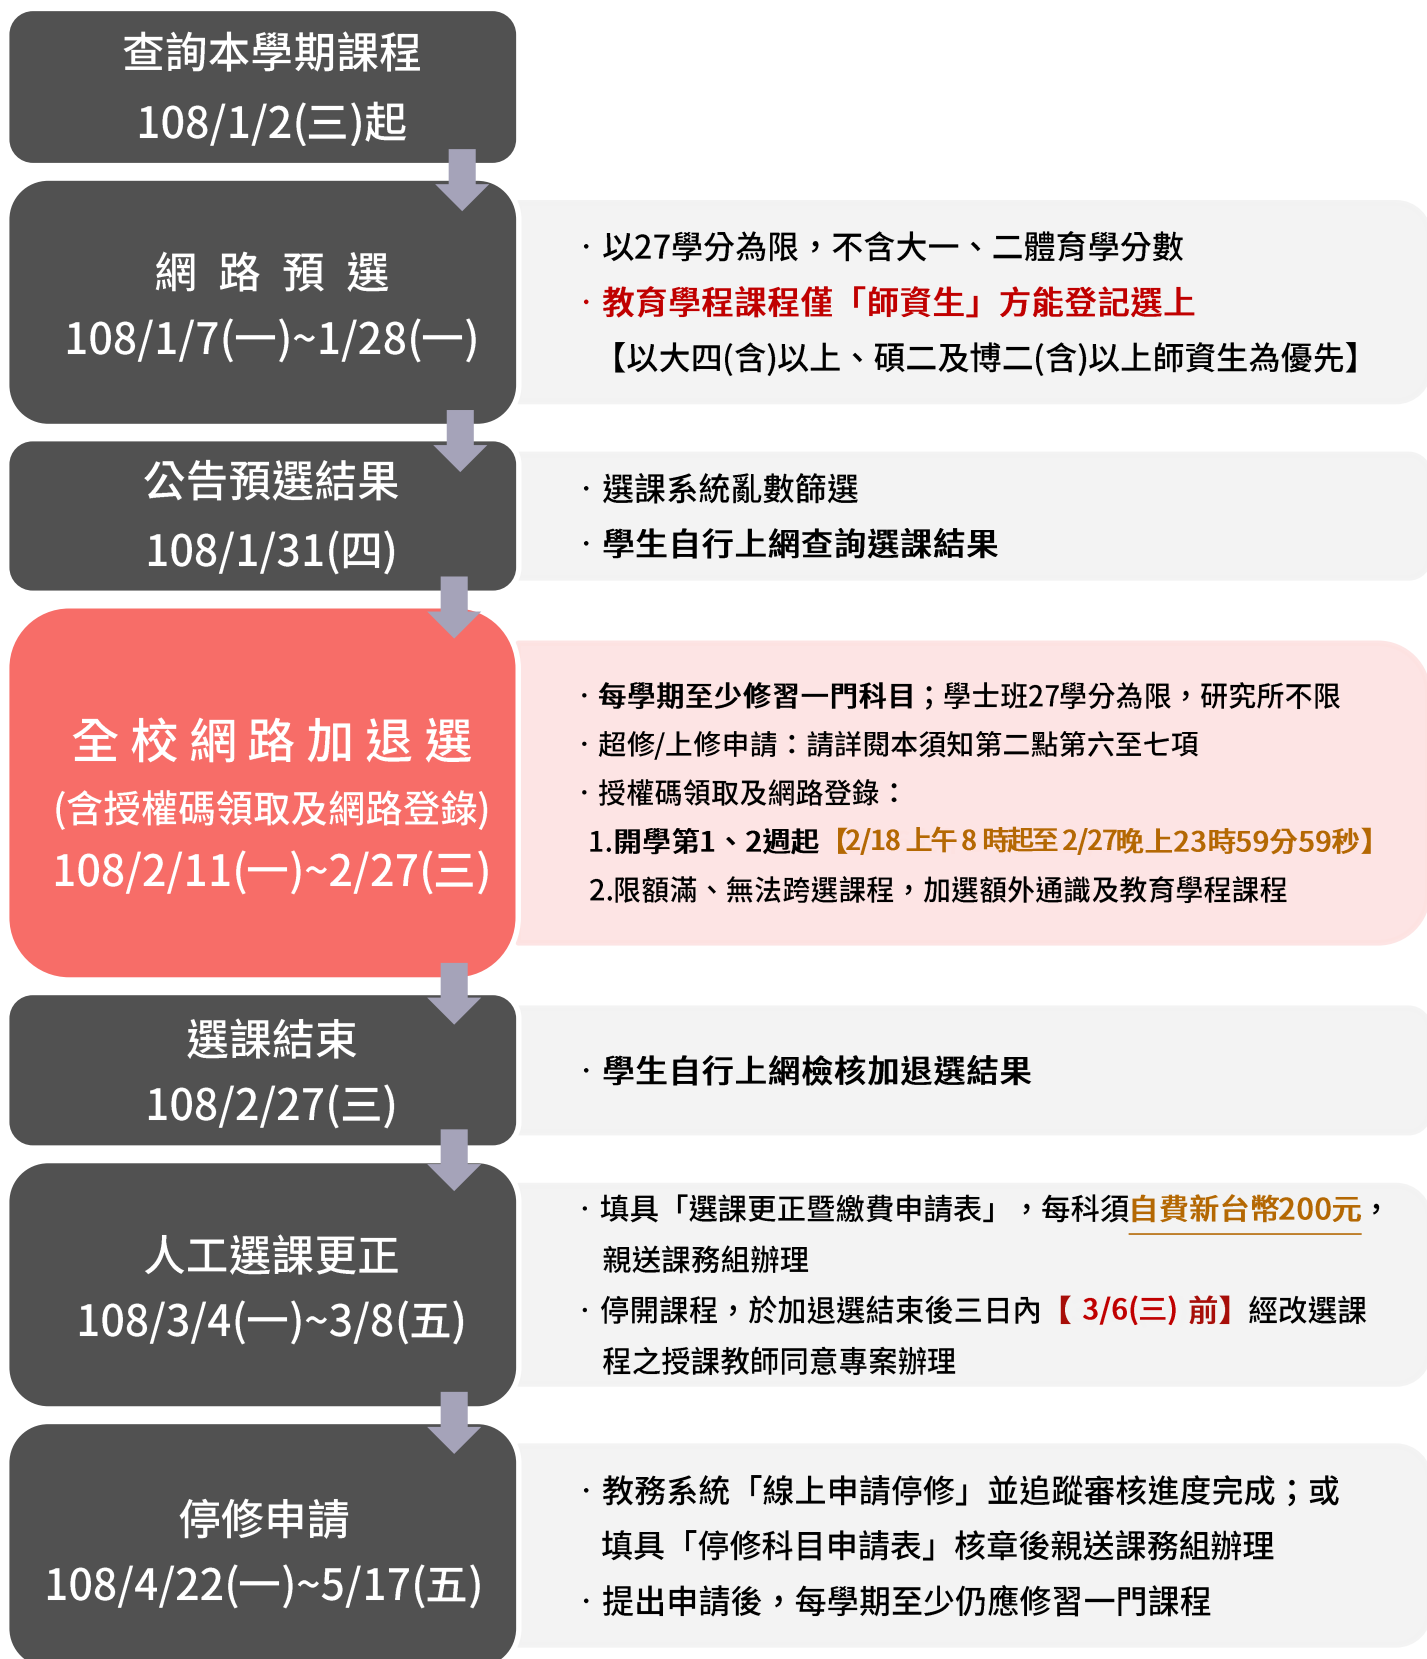 查詢本學期課程
108/1/2(三)起
網路預選
108/1/7(一)~1/28(一)
· 以27學分為限，不含大一、二體育學分數
· 教育學程課程僅「師資生」方能登記選上
【以大四(含)以上、碩二及博二(含)以上師資生為優先】
公告預選結果
108/1/31(四)
· 選課系統亂數篩選
· 學生自行上網查詢選課結果
全校網路加退選
(含授權碼領取及網路登錄)
108/2/11(一)~2/27(三)
· 每學期至少修習一門科目；學士班27學分為限，研究所不限
· 超修/上修申請：請詳閱本須知第二點第六至七項
· 授權碼領取及網路登錄：
1.開學第1、2週起【2/18 上午 8 時起至 2/27晚上23時59分59秒】
2.限額滿、無法跨選課程，加選額外通識及教育學程課程
選課結束
108/2/27(三)
· 學生自行上網檢核加退選結果
人工選課更正
108/3/4(一)~3/8(五)
· 填具「選課更正暨繳費申請表」，每科須自費新台幣200元，
親送課務組辦理
· 停開課程，於加退選結束後三日內【 3/6(三) 前】經改選課
程之授課教師同意專案辦理
停修申請
108/4/22(一)~5/17(五)
· 教務系統「線上申請停修」並追蹤審核進度完成；或
填具「停修科目申請表」核章後親送課務組辦理
· 提出申請後，每學期至少仍應修習一門課程